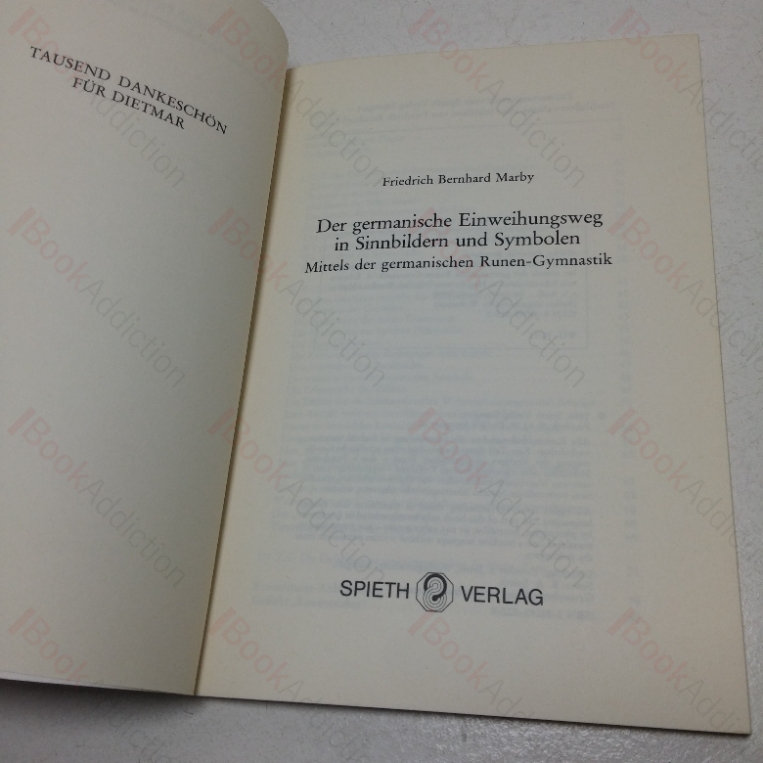 TAUSEND DANKESCHÖN
FÜR DIETMAR
Friedrich Bernhard Marby
Der germanische Einweihungsweg
in Sinnbildern und Symbolen
Mittels der germanischen Runen-Gymnastik
SPIETH VERLAG
BookAddiction